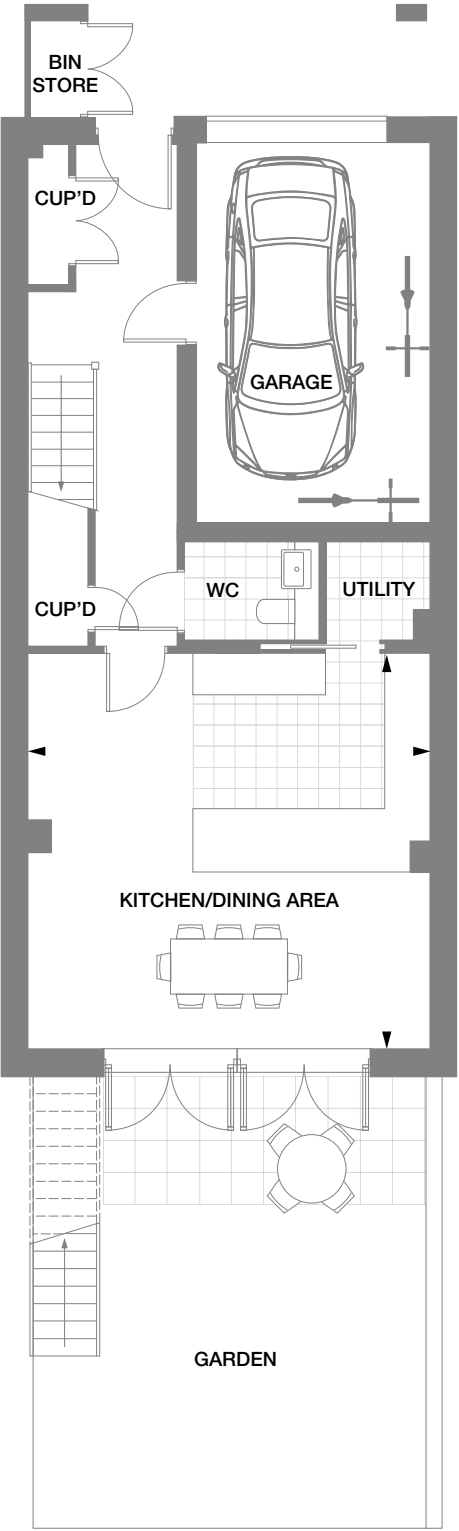 BIN
STORE
CUP'D
GARAGE
WC
UTILITY
CUP'D
KITCHEN/DINING AREA
GARDEN